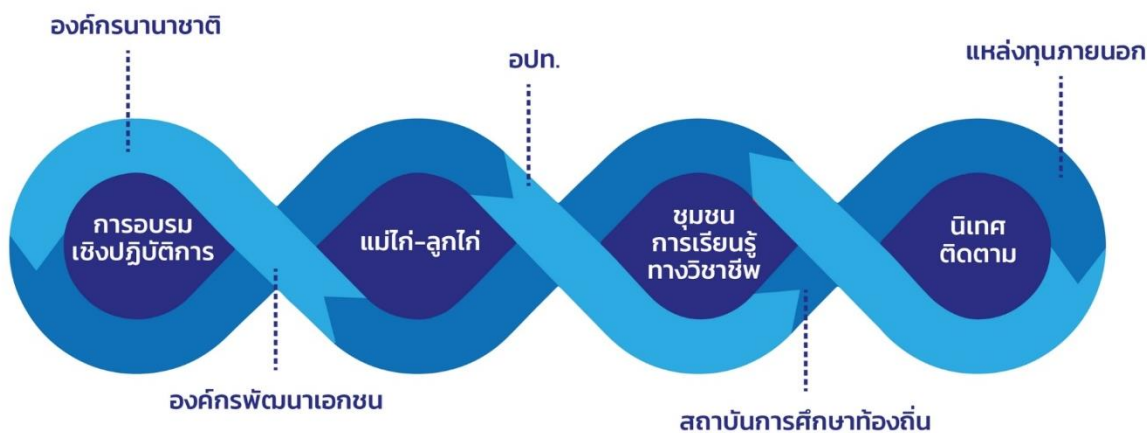 องค์กรนานาชาติ
อปท.
แหล่งทุนภายนอก
การอบรม
เชิงปฏิบัติการ
แม่ไก่-ลูกไก่
ชุมชน
การเรียนรู้
ทางวิชาชีพ
นิเทศ
ติดตาม
องค์กรพัฒนาเอกชน
สถาบันการศึกษาท้องถิ่น